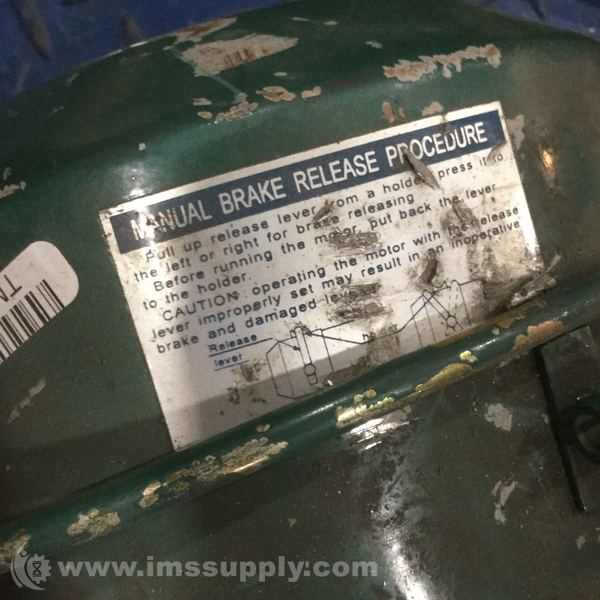 MANUAL BRAKE RELEASE PROCEDURE
Pull up release lever from a holder, press it to
the left or right for brake releasing
Before running the motor, put back the lever
to the holder.
CAUTION: operating the motor with the release
lever improperly set may result in an inoperative
brake and damaged
Release
lever
www.imssupply.com